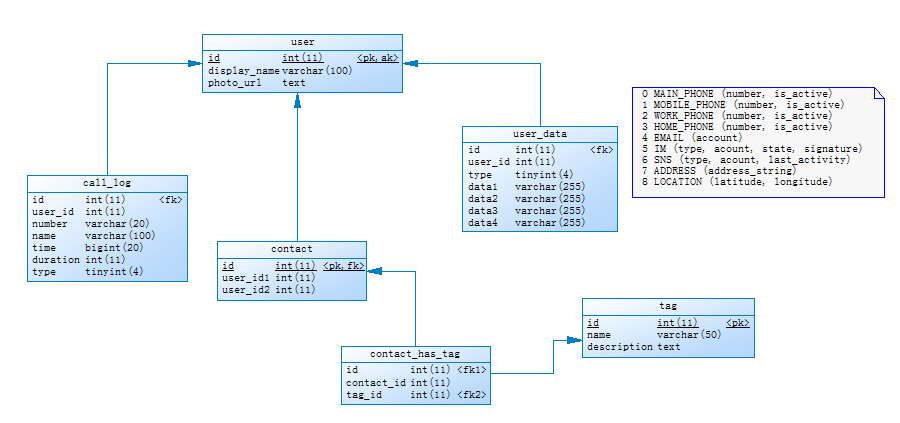 user
id int(11) <pk,ak>
display_name varchar(100)
photo_url text
user_data
id int(11) <fk>
user_id int(11)
type tinyint(4)
data1 varchar(255)
data2 varchar(255)
data3 varchar(255)
data4 varchar(255)
0 MAIN_PHONE (number, is_active)
1 MOBILE_PHONE (number, is_active)
2 WORK_PHONE (number, is_active)
3 HOME_PHONE (number, is_active)
4 EMAIL (account)
5 IM (type, acount, state, signature)
6 SNS (type, acount, last_activity)
7 ADDRESS (address_string)
8 LOCATION (latitude, longitude)
call_log
id int(11) <fk>
user_id int(11)
number varchar(20)
name varchar(100)
time bigint(20)
duration int(11)
type tinyint(4)
contact
id int(11) <pk,fk>
user_id1 int(11)
user_id2 int(11)
tag
id int(11) <pk>
name varchar(50)
description text
contact_has_tag
id int(11) <fk1>
contact_id int(11)
tag_id int(11) <fk2>